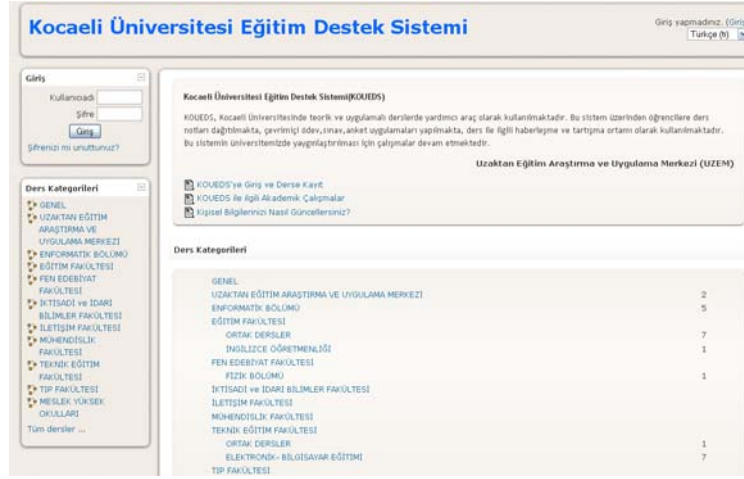 Kocaeli Üniversitesi Eğitim Destek Sistemi
Giriş yapmadınız. (Giriş
Türkçe (tr)
Giriş
Kullanıcıadı
Şifre
Giriş
Şifrenizi mi unuttunuz?
Ders Kategorileri
GENEL
UZAKTAN EĞİTİM
ARAŞTIRMA VE
UYGULAMA MERKEZİ
ENFORMATİK BÖLÜMÜ
EĞİTİM FAKÜLTESİ
FEN EDEBİYAT
FAKÜLTESİ
İKTİSADİ ve İDARİ
BİLİMLER FAKÜLTESİ
İLETİŞİM FAKÜLTESİ
MÜHENDİSLİK
FAKÜLTESİ
TEKNİK EĞİTİM
FAKÜLTESİ
TIP FAKÜLTESİ
MESLEK YÜKSEK
OKULLARI
Tüm dersler ...
Kocaeli Üniversitesi Eğitim Destek Sistemi(KOUEDS)
KOUEDS, Kocaeli Üniversitesinde teorik ve uygulamalı derslerde yardımcı araç olarak kullanılmaktadır. Bu sistem üzerinden öğrencilere ders
notları dağıtılmakta, çevrimiçi ödev,sınav,anket uygulamaları yapılmakta, ders ile ilgili haberleşme ve tartışma ortamı olarak kullanılmaktadır.
Bu sistemin üniversitemizde yaygınlaştırılması için çalışmalar devam etmektedir.
Uzaktan Eğitim Araştırma ve Uygulama Merkezi (UZEM)
KOUEDS'ye Giriş ve Derse Kayıt
KOUEDS ile ilgili Akademik Çalışmalar
Kişisel Bilgilerinizi Nasıl Güncellersiniz?
Ders Kategorileri
GENEL
UZAKTAN EĞİTİM ARAŞTIRMA VE UYGULAMA MERKEZİ 2
ENFORMATİK BÖLÜMÜ 5
EĞİTİM FAKÜLTESİ
ORTAK DERSLER 7
İNGİLİZCE ÖĞRETMENLİĞİ 1
FEN EDEBİYAT FAKÜLTESİ
FİZİK BÖLÜMÜ 1
İKTİSADİ ve İDARİ BİLİMLER FAKÜLTESİ
İLETİŞİM FAKÜLTESİ
MÜHENDİSLİK FAKÜLTESİ
TEKNİK EĞİTİM FAKÜLTESİ
ORTAK DERSLER 1
ELEKTRONİK- BİLGİSAYAR EĞİTİMİ 7
TIP FAKÜLTESİ